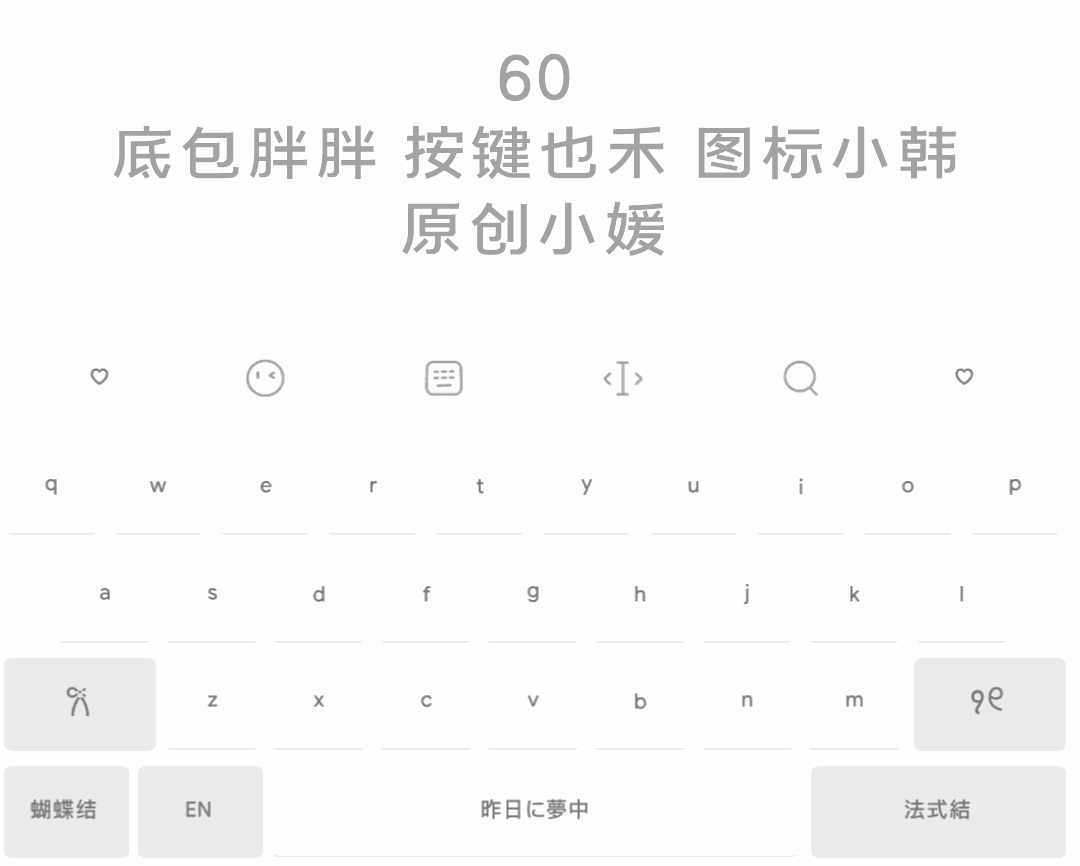 60
底包胖胖 按键也禾 图标小韩
原创小媛
q w e r t y u i o p
a s d f g h j k l
z x c v b n m
蝴蝶结 EN 昨日に夢中 法式結